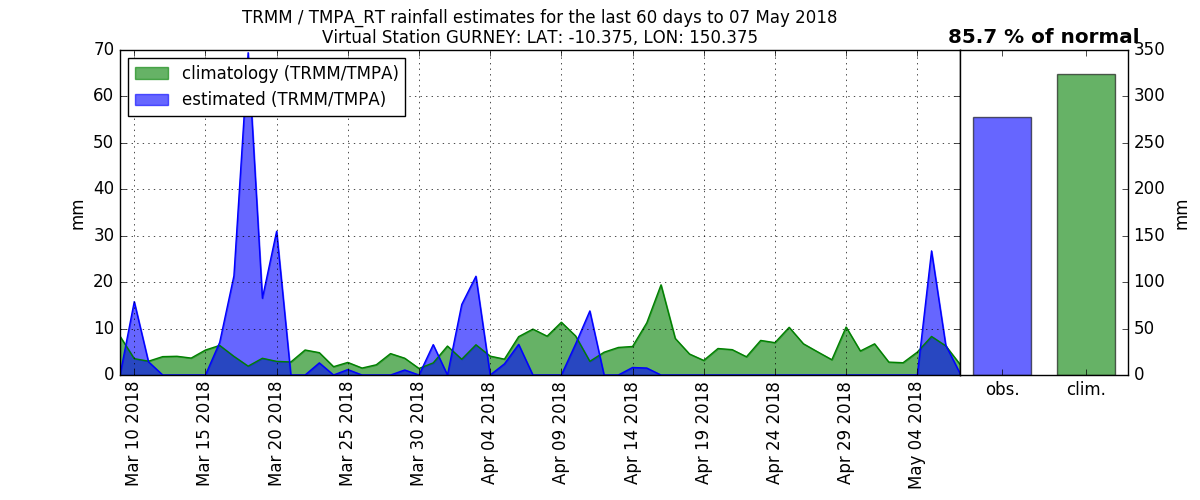 TRMM / TMPA_RT rainfall estimates for the last 60 days to 07 May 2018
Virtual Station GURNEY: LAT: -10.375, LON: 150.375
85.7 % of normal
climatology (TRMM/TMPA)
estimated (TRMM/TMPA)
70
60
50
40
30
20
10
0
mm
350
300
250
200
150
100
50
0
mm
obs.
clim.
Mar 10 2018
Mar 15 2018
Mar 20 2018
Mar 25 2018
Mar 30 2018
Apr 04 2018
Apr 09 2018
Apr 14 2018
Apr 19 2018
Apr 24 2018
Apr 29 2018
May 04 2018